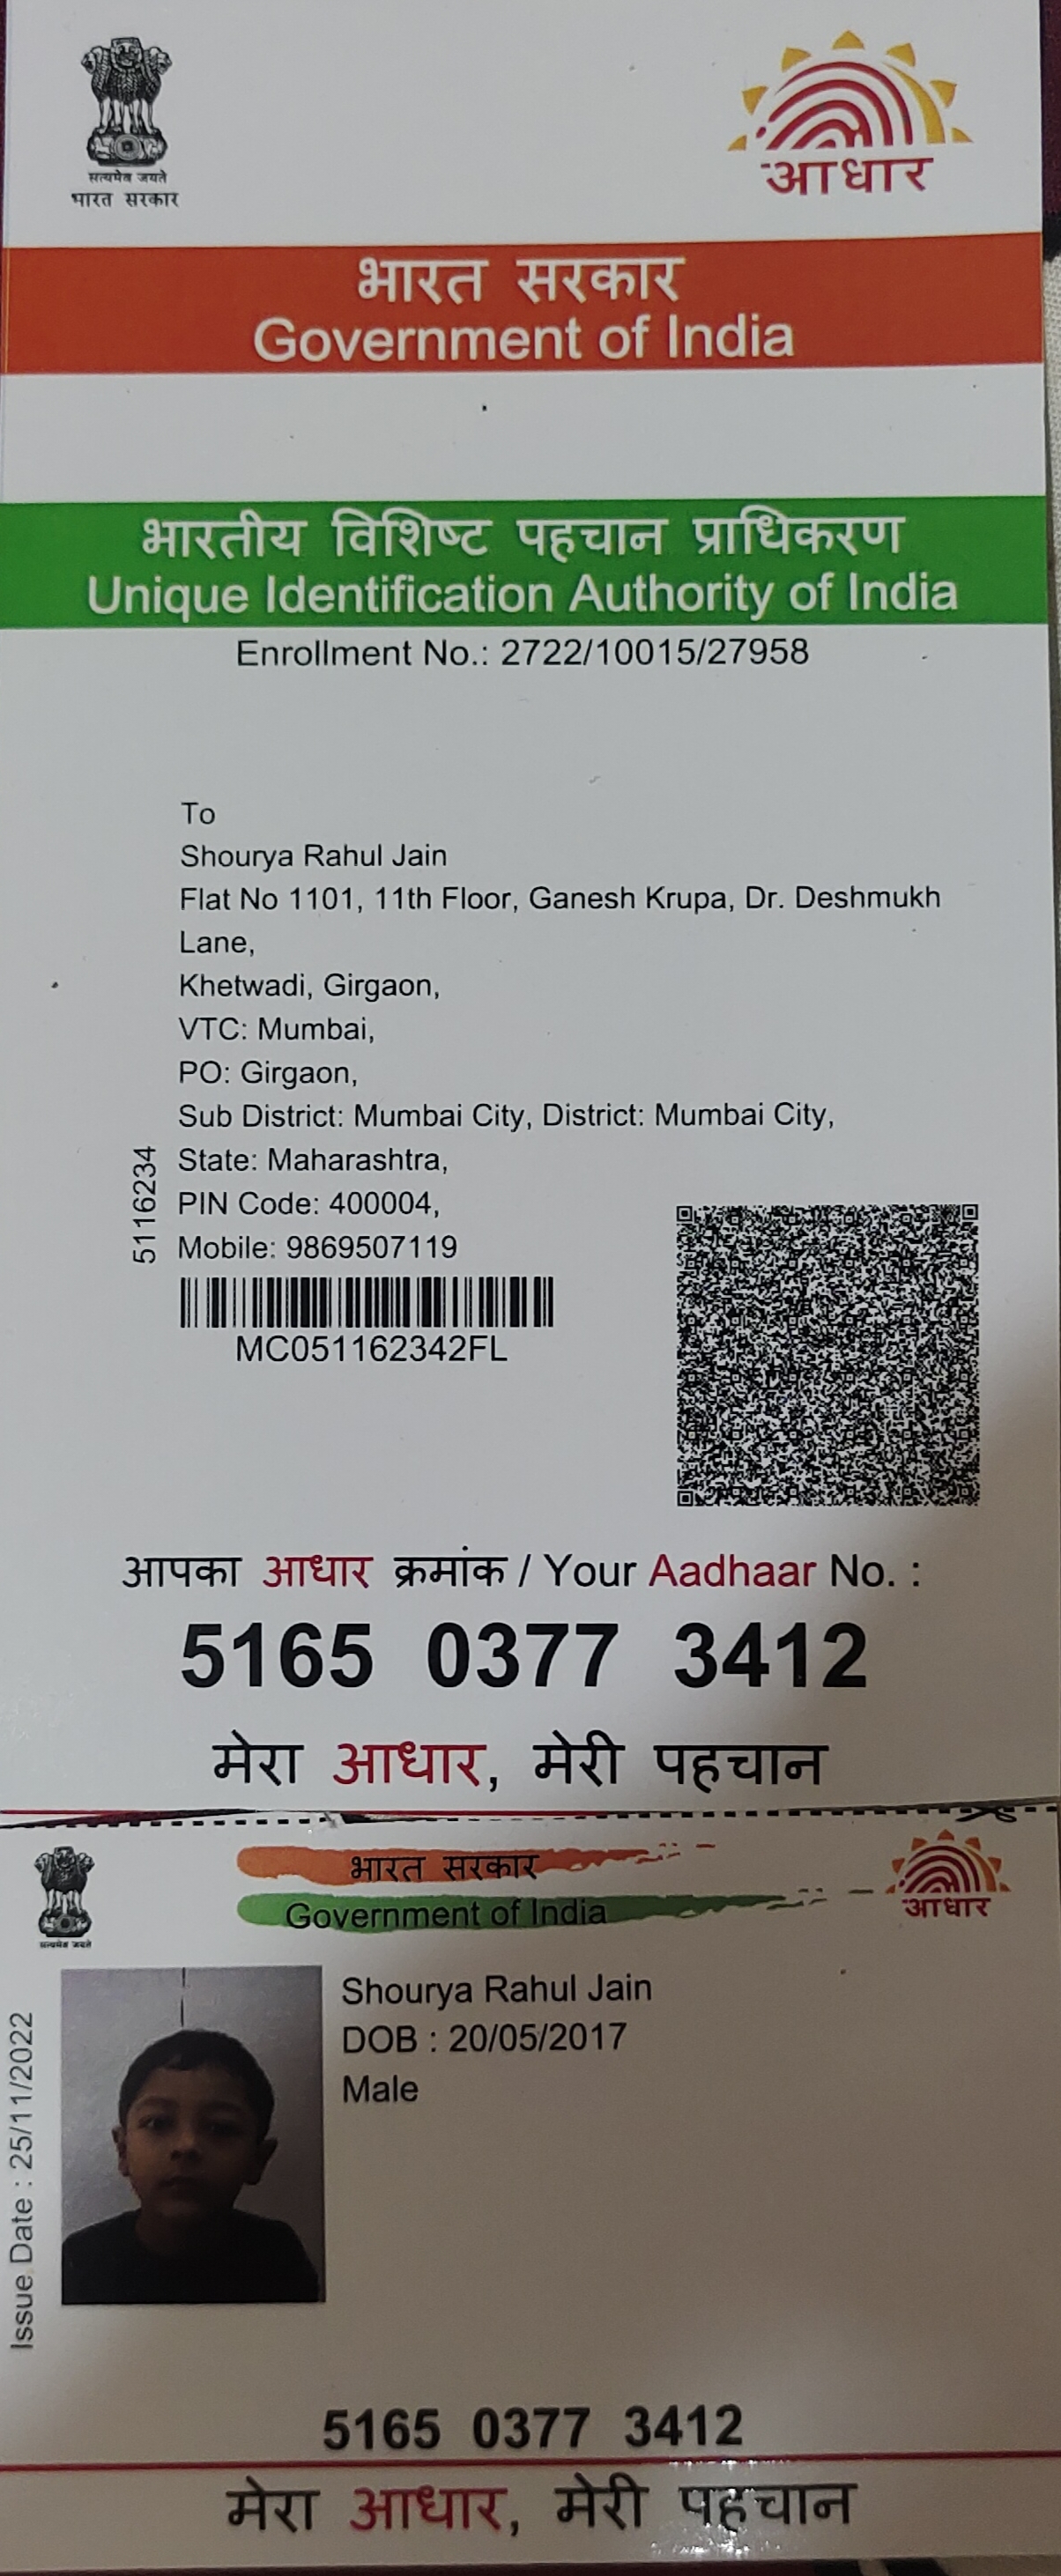 सत्यमेव जयते
भारत सरकार
आधार
भारत सरकार
Government of India
भारतीय विशिष्ट पहचान प्राधिकरण
Unique Identification Authority of India
Enrollment No.: 2722/10015/27958
To
Shourya Rahul Jain
Flat No 1101, 11th Floor, Ganesh Krupa, Dr. Deshmukh
Lane,
Khetwadi, Girgaon,
VTC: Mumbai,
PO: Girgaon,
Sub District: Mumbai City, District: Mumbai City,
State: Maharashtra,
PIN Code: 400004,
Mobile: 9869507119
5116234
MC051162342FL
आपका आधार क्रमांक / Your Aadhaar No. :
5165 0377 3412
मेरा आधार, मेरी पहचान
सत्यमेव जयते
भारत सरकार
Government of India
आधार
Issue Date : 25/11/2022
Shourya Rahul Jain
DOB : 20/05/2017
Male
5165 0377 3412
मेरा आधार, मेरी पहचान